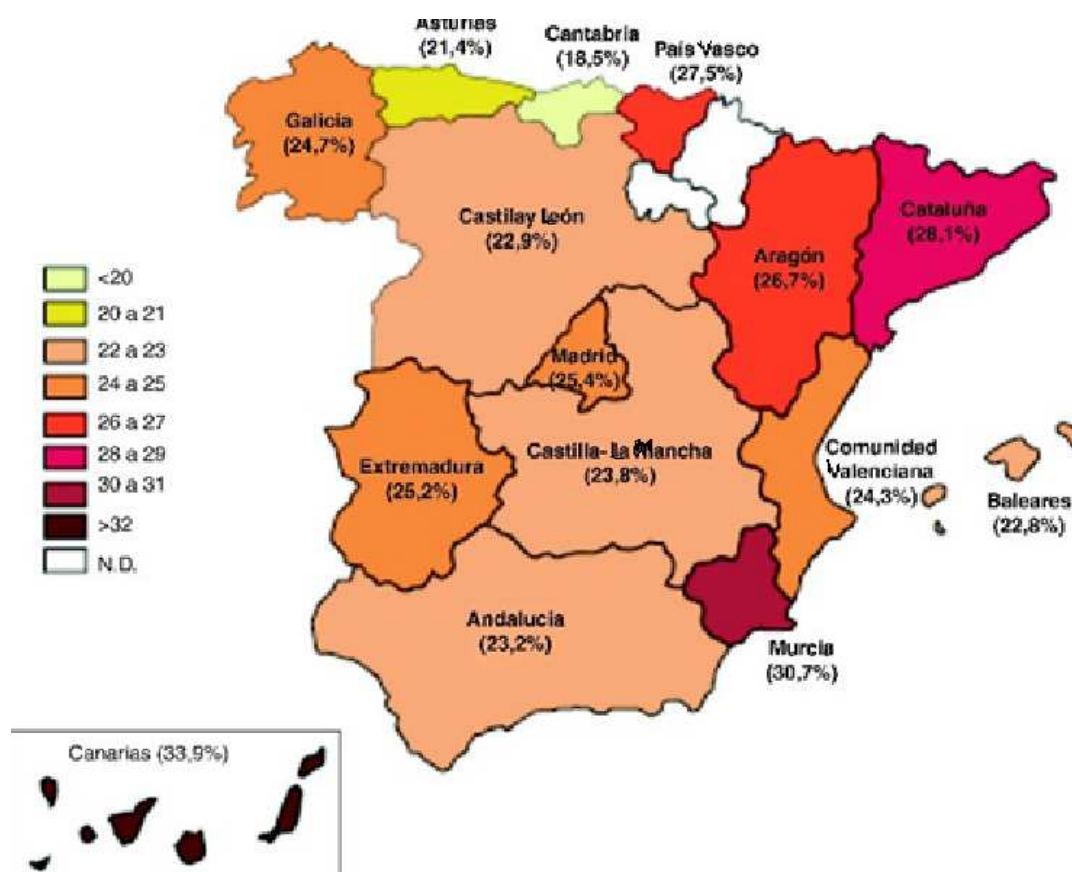 Asturias
(21,4%)
Cantabria
(18,5%)
País Vasco
(27,5%)
Galicia
(24,7%)
Castilay León
(22,9%)
Aragón
(26,7%)
Cataluña
(28,1%)
<20
20 a 21
22 a 23
24 a 25
26 a 27
28 a 29
30 a 31
>32
N.D.
Madrid
(25,4%)
Extremadura
(25,2%)
Castilla-La Mancha
(23,8%)
Comunidad
Valenciana
(24,3%)
Baleares
(22,8%)
Andalucia
(23,2%)
Murcia
(30,7%)
Canarias (33,9%)